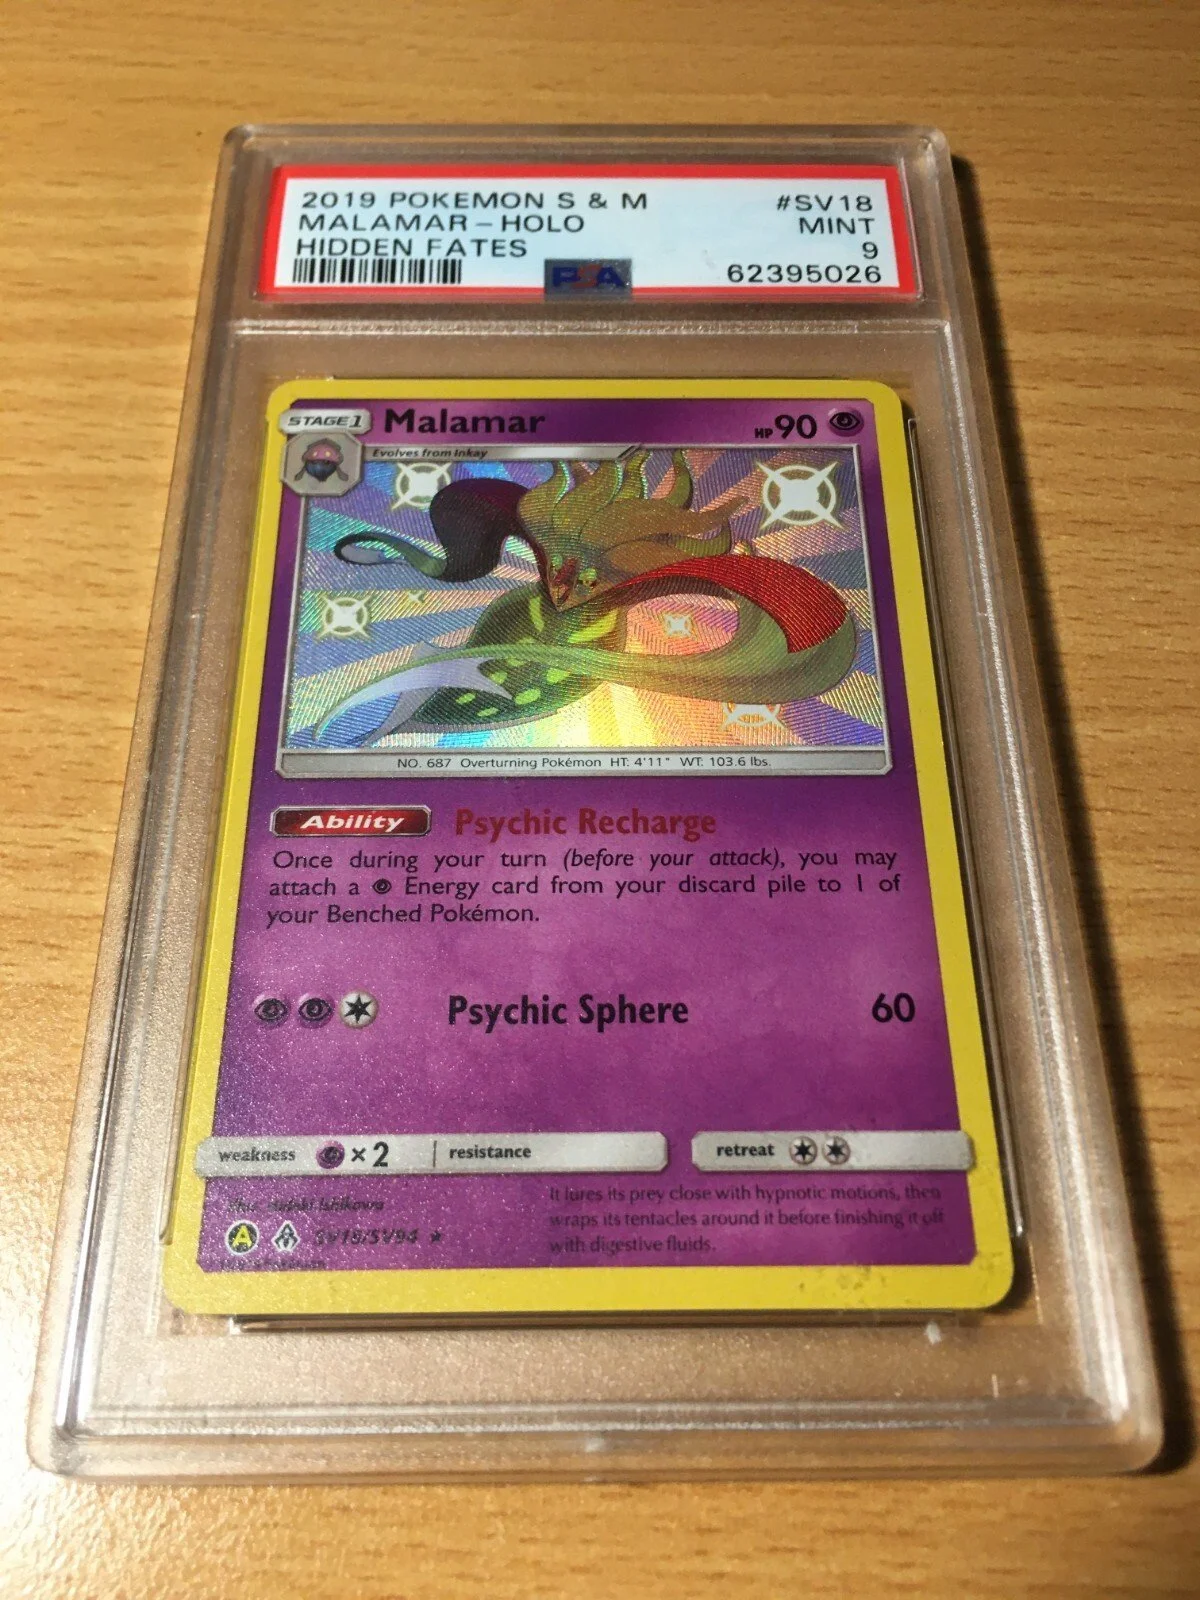 2019 POKEMON S & M #SV18
MALAMAR - HOLO MINT
HIDDEN FATES 9
PSA 62395026
STAGE 1 Malamar HP 90
Evolves from Inkay
NO. 687 Overturning Pokémon HT: 4'11" WT: 103.6 lbs.
Ability Psychic Recharge
Once during your turn (before your attack), you may
attach a Energy card from your discard pile to 1 of
your Benched Pokémon.
Psychic Sphere 60
weakness ×2 resistance retreat
Ishikawa
It lures its prey close with hypnotic motions, then
wraps its tentacles around it before finishing it off
with digestive fluids.
A SV18/SV94